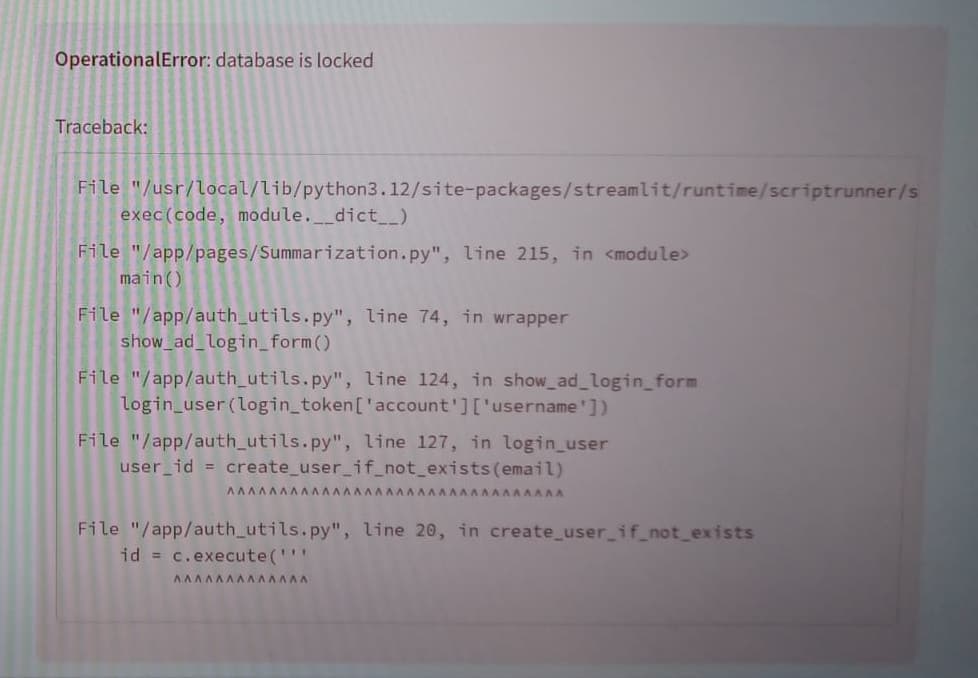 OperationalError: database is locked
Traceback:
File "/usr/local/lib/python3.12/site-packages/streamlit/runtime/scriptrunner/s
exec(code, module.__dict__)
File "/app/pages/Summarization.py", line 215, in <module>
main()
File "/app/auth_utils.py", line 74, in wrapper
show_ad_login_form()
File "/app/auth_utils.py", line 124, in show_ad_login_form
login_user(login_token['account']['username'])
File "/app/auth_utils.py", line 127, in login_user
user_id = create_user_if_not_exists(email)
^^^^^^^^^^^^^^^^^^^^^^^^^^^^^^^^
File "/app/auth_utils.py", line 20, in create_user_if_not_exists
id = c.execute('''
^^^^^^^^^^^^^